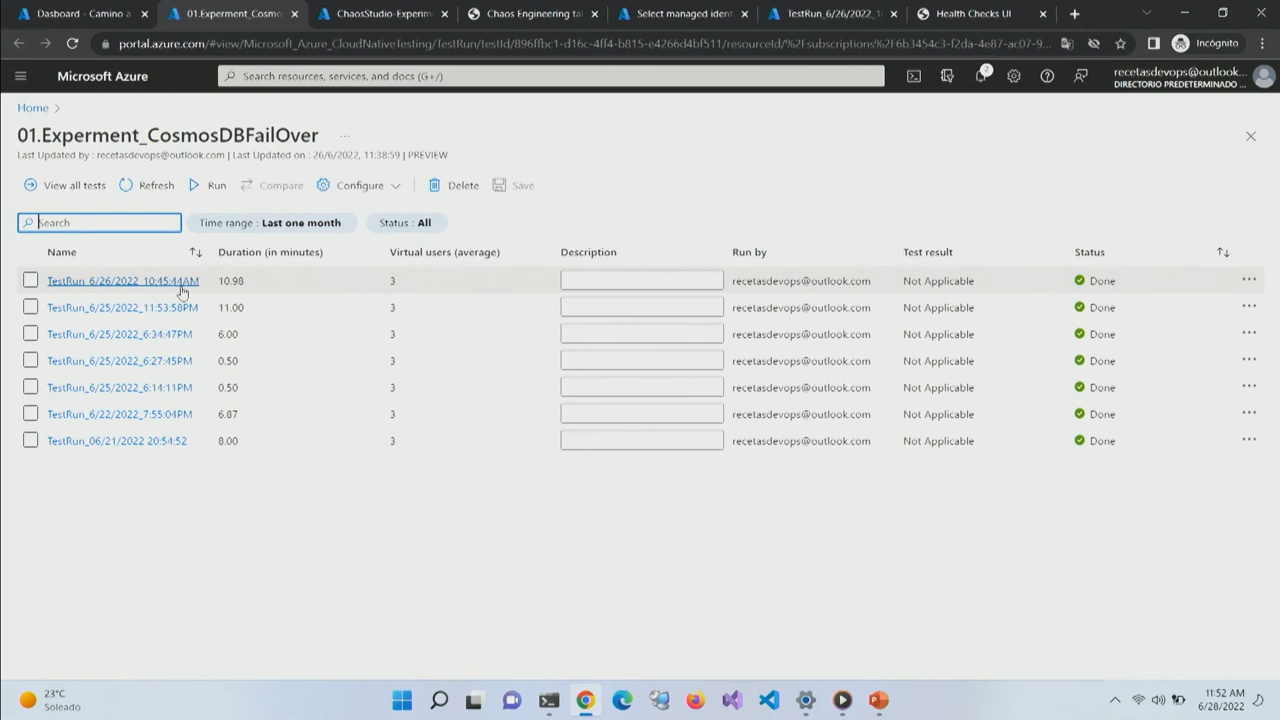 Dasboard - Camino a
01.Experment_Cosmo
ChaosStudio-Experim
Chaos Engineering ta
Select managed ident
TestRun_6/26/2022_1
Health Checks UI
portal.azure.com/#view/Microsoft_Azure_CloudNativeTesting/TestRun/testId/896ffbc1-d16c-4ff4-b815-e4266d4bf511/resourceId/%2Fsubscriptions%2F6b3454c3-f2da-4e87-ac07-9...
Incógnito
Microsoft Azure
Search resources, services, and docs (G+/)
2
recetasdevops@outlook....
DIRECTORIO PREDETERMINADO ...
Home >
01.Experment_CosmosDBFailOver ...
Last Updated by : recetasdevops@outlook.com | Last Updated on : 26/6/2022, 11:38:59 | PREVIEW
View all tests Refresh Run Compare Configure Delete Save
Search Time range : Last one month Status : All
Name Duration (in minutes) Virtual users (average) Description Run by Test result Status
TestRun_6/26/2022_10:45:44AM 10.98 3 recetasdevops@outlook.com Not Applicable Done ...
TestRun_6/25/2022_11:53:58PM 11.00 3 recetasdevops@outlook.com Not Applicable Done ...
TestRun_6/25/2022_6:34:47PM 6.00 3 recetasdevops@outlook.com Not Applicable Done ...
TestRun_6/25/2022_6:27:45PM 0.50 3 recetasdevops@outlook.com Not Applicable Done ...
TestRun_6/25/2022_6:14:11PM 0.50 3 recetasdevops@outlook.com Not Applicable Done ...
TestRun_6/22/2022_7:55:04PM 6.87 3 recetasdevops@outlook.com Not Applicable Done ...
TestRun_06/21/2022 20:54:52 8.00 3 recetasdevops@outlook.com Not Applicable Done ...
23°C
Soleado
11:52 AM
6/28/2022